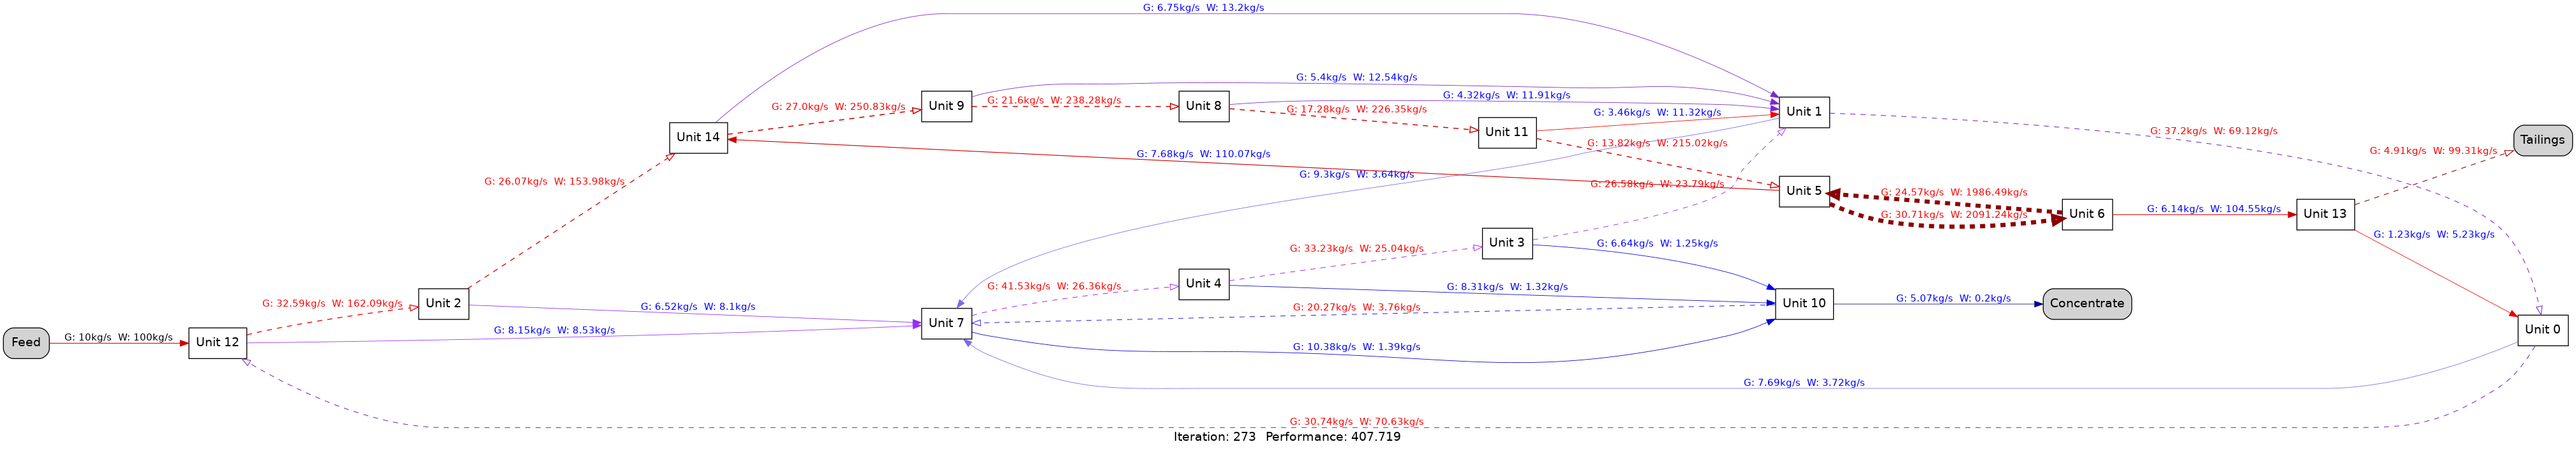 G: 6.75kg/s  W: 13.2kg/s
G: 5.4kg/s  W: 12.54kg/s
G: 27.0kg/s  W: 250.83kg/s
Unit 9
G: 21.6kg/s  W: 238.28kg/s
Unit 8
G: 4.32kg/s  W: 11.91kg/s
G: 17.28kg/s  W: 226.35kg/s
G: 3.46kg/s  W: 11.32kg/s
Unit 1
Unit 14
Unit 11
G: 37.2kg/s  W: 69.12kg/s
Tailings
G: 13.82kg/s  W: 215.02kg/s
G: 7.68kg/s  W: 110.07kg/s
G: 4.91kg/s  W: 99.31kg/s
G: 9.3kg/s  W: 3.64kg/s
G: 26.07kg/s  W: 153.98kg/s
G: 26.58kg/s  W: 23.79kg/s
Unit 5
G: 24.57kg/s  W: 1986.49kg/s
G: 30.71kg/s  W: 2091.24kg/s
Unit 6
G: 6.14kg/s  W: 104.55kg/s
Unit 13
G: 1.23kg/s  W: 5.23kg/s
Unit 3
G: 6.64kg/s  W: 1.25kg/s
G: 33.23kg/s  W: 25.04kg/s
Unit 4
G: 41.53kg/s  W: 26.36kg/s
G: 8.31kg/s  W: 1.32kg/s
G: 32.59kg/s  W: 162.09kg/s
Unit 2
G: 6.52kg/s  W: 8.1kg/s
G: 20.27kg/s  W: 3.76kg/s
Unit 10
G: 5.07kg/s  W: 0.2kg/s
Concentrate
Unit 7
Unit 0
Feed
G: 10kg/s  W: 100kg/s
Unit 12
G: 8.15kg/s  W: 8.53kg/s
G: 10.38kg/s  W: 1.39kg/s
G: 7.69kg/s  W: 3.72kg/s
G: 30.74kg/s  W: 70.63kg/s
Iteration: 273  Performance: 407.719